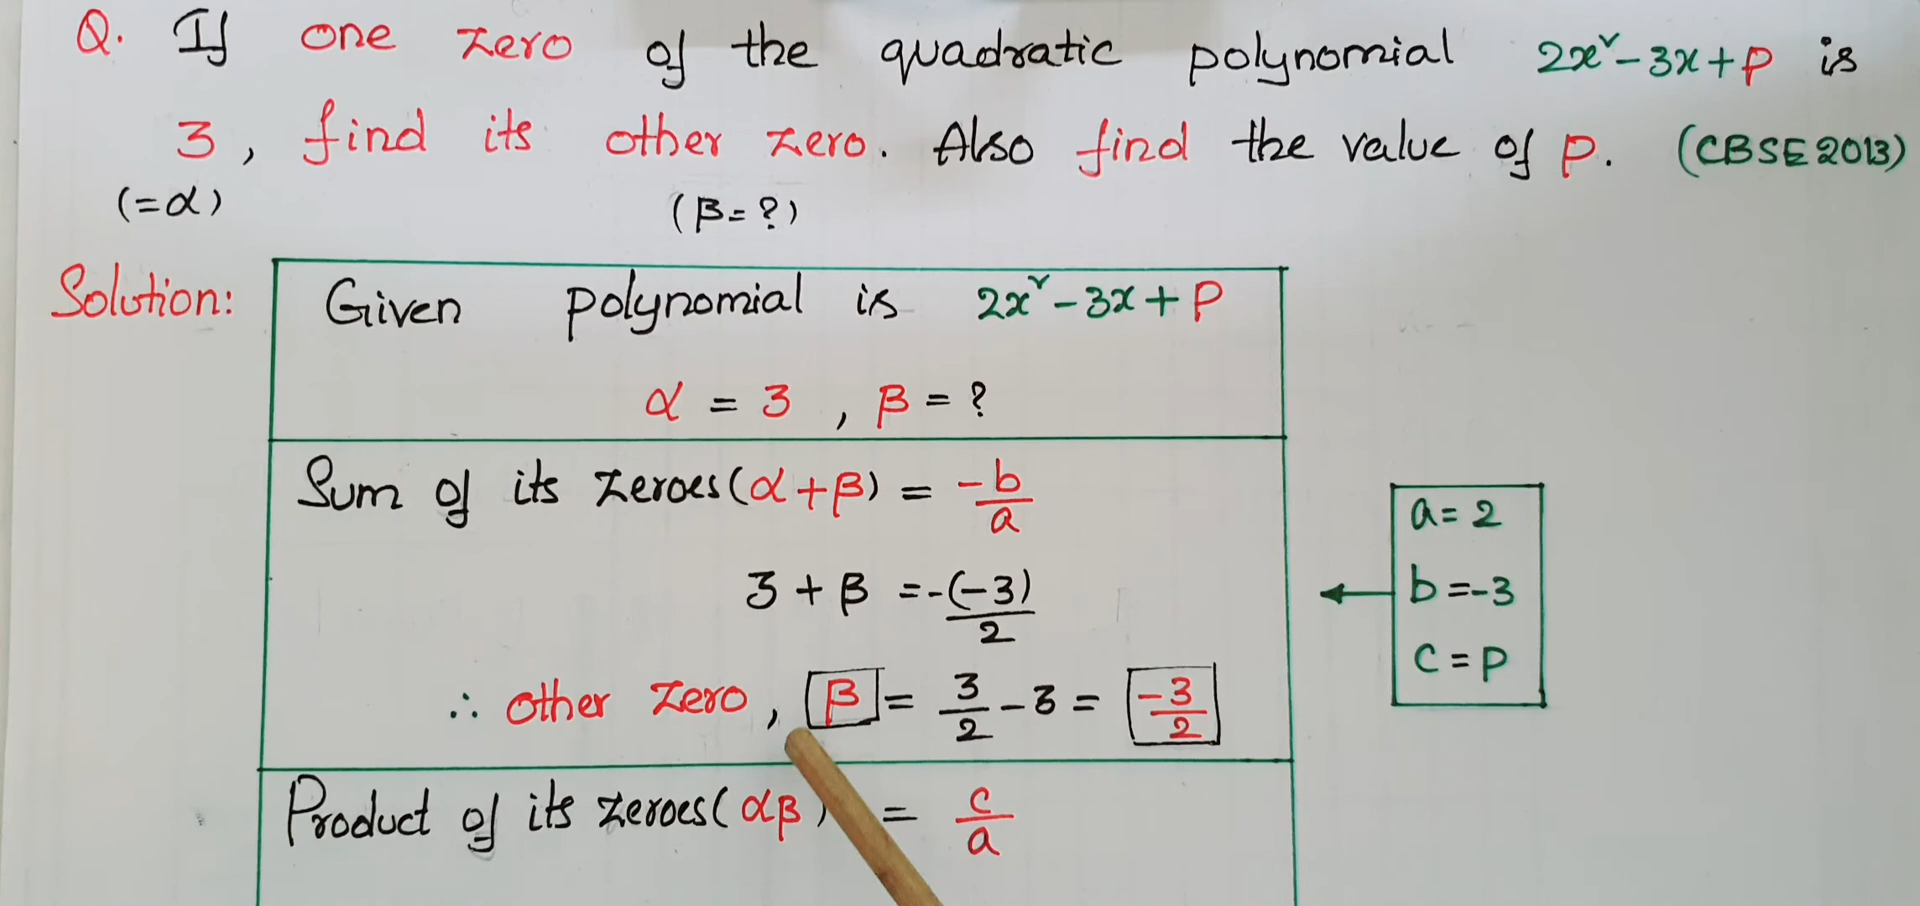 Q. If one zero of the quadratic polynomial 2x² - 3x + P is
3, find its other zero. Also find the value of P. (CBSE 2013)
(=α) (β=?)
Solution:
Given polynomial is 2x² - 3x + P
α = 3, β = ?
Sum of its zeroes (α+β) = -b/a
3 + β = -(-3)/2
∴ other zero, β = 3/2 - 3 = -3/2
Product of its zeroes (αβ) = c/a
a = 2
b = -3
c = P